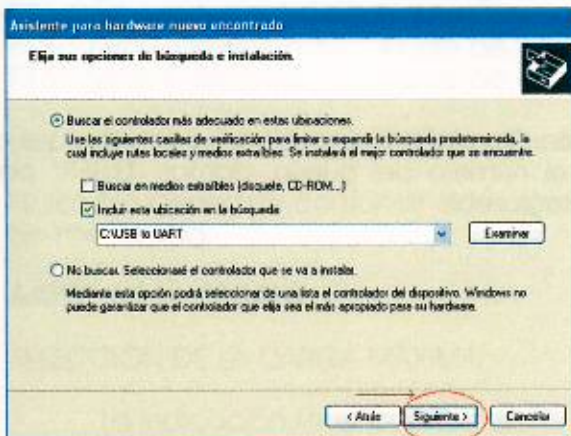 Asistente para hardware nuevo encontrado
Elija sus opciones de búsqueda e instalación.
Buscar el controlador más adecuado en estas ubicaciones.
Use las siguientes casillas de verificación para limitar o expandir la búsqueda predeterminada, la
cual incluye rutas locales y medios extraíbles. Se instalará el mejor controlador que se encuentre.
Buscar en medios extraíbles (disquete, CD-ROM...)
Incluir esta ubicación en la búsqueda:
C:\USB to UART
Examinar
No buscar. Seleccionaré el controlador que se va a instalar.
Mediante esta opción podrá seleccionar de una lista el controlador del dispositivo. Windows no
puede garantizar que el controlador que elija sea el más apropiado para su hardware.
< Atrás Siguiente > Cancelar